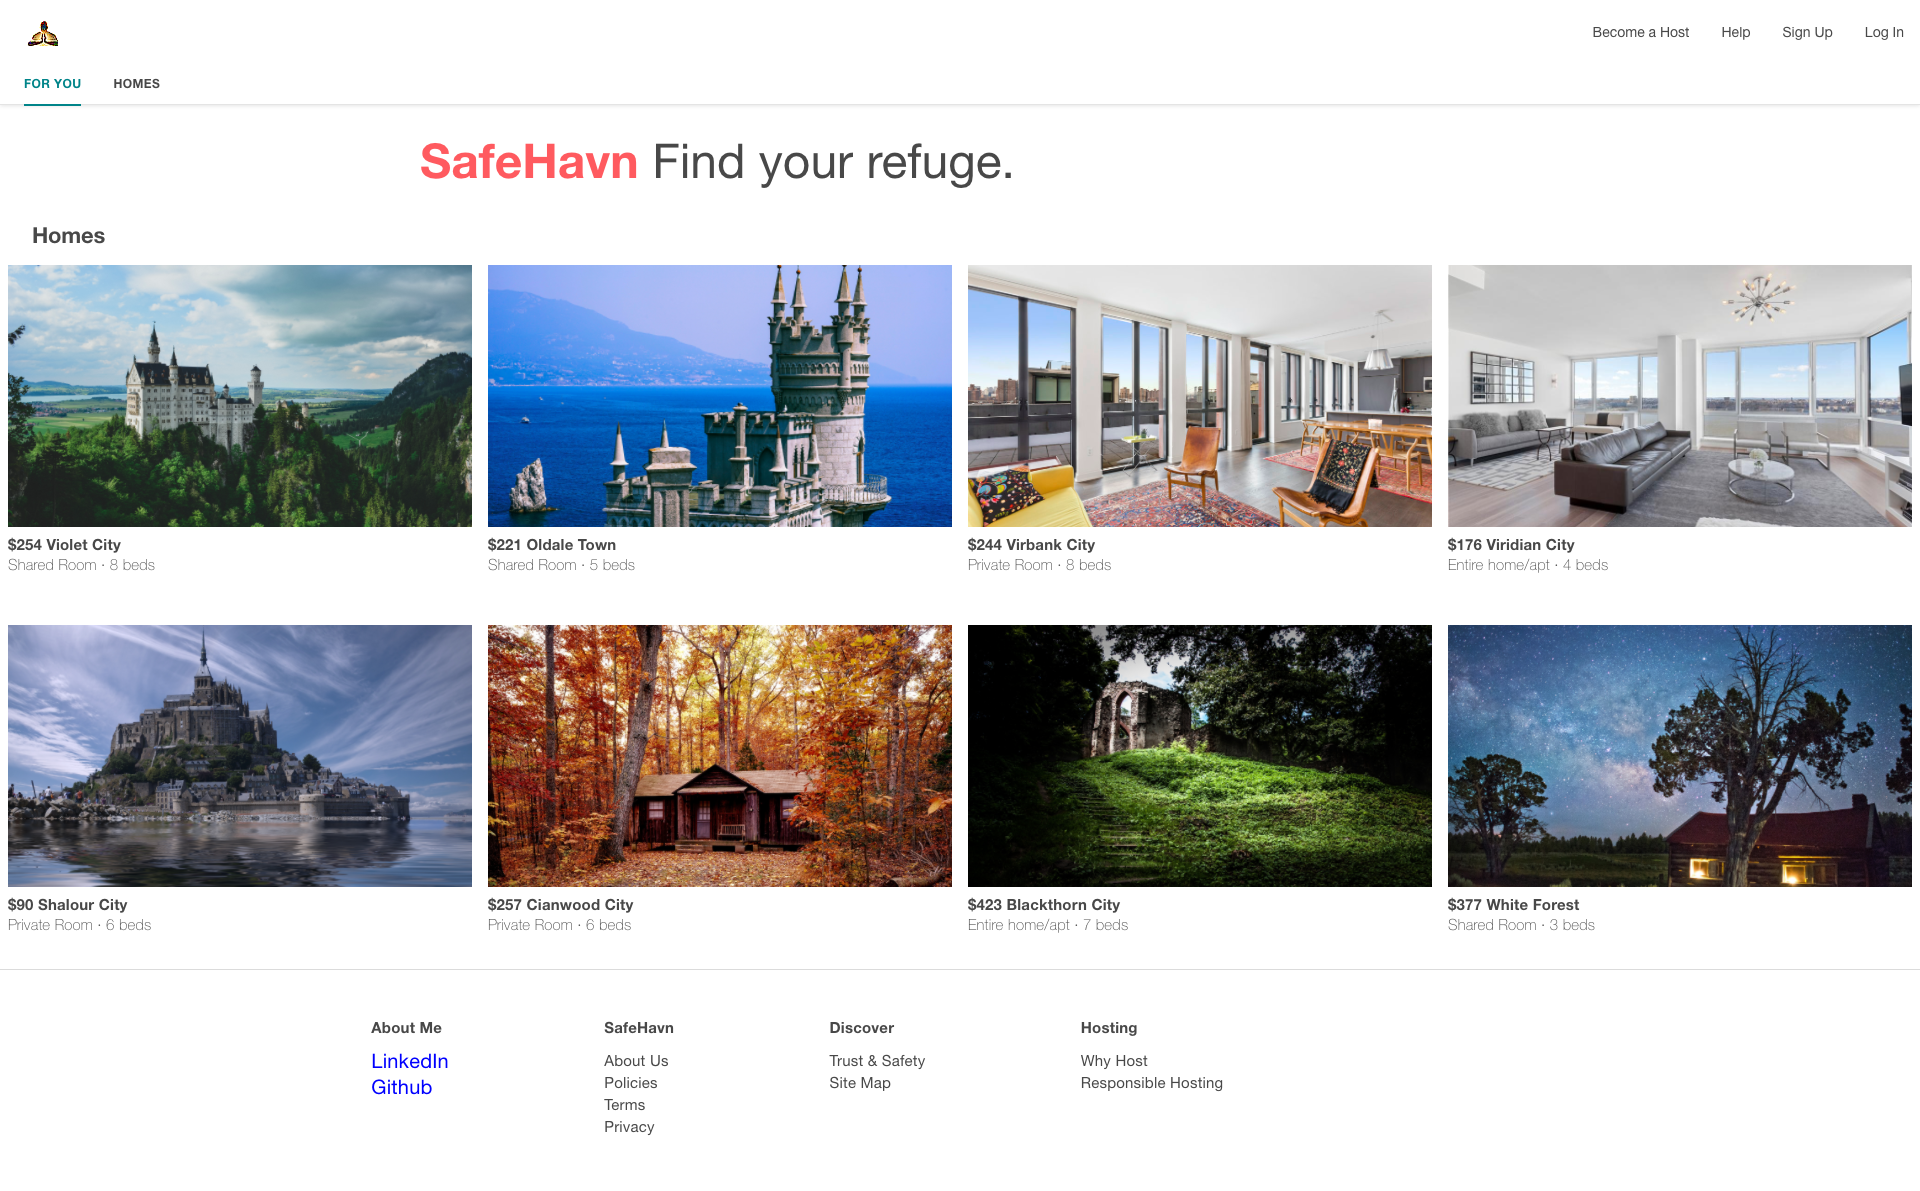 Become a Host Help Sign Up Log In
FOR YOU HOMES
SafeHavn Find your refuge.
Homes
$254 Violet City
Shared Room · 8 beds
$221 Oldale Town
Shared Room · 5 beds
$244 Virbank City
Private Room · 8 beds
$176 Viridian City
Entire home/apt · 4 beds
$90 Shalour City
Private Room · 6 beds
$257 Cianwood City
Private Room · 6 beds
$423 Blackthorn City
Entire home/apt · 7 beds
$377 White Forest
Shared Room · 3 beds
About Me
LinkedIn
Github
SafeHavn
About Us
Policies
Terms
Privacy
Discover
Trust & Safety
Site Map
Hosting
Why Host
Responsible Hosting